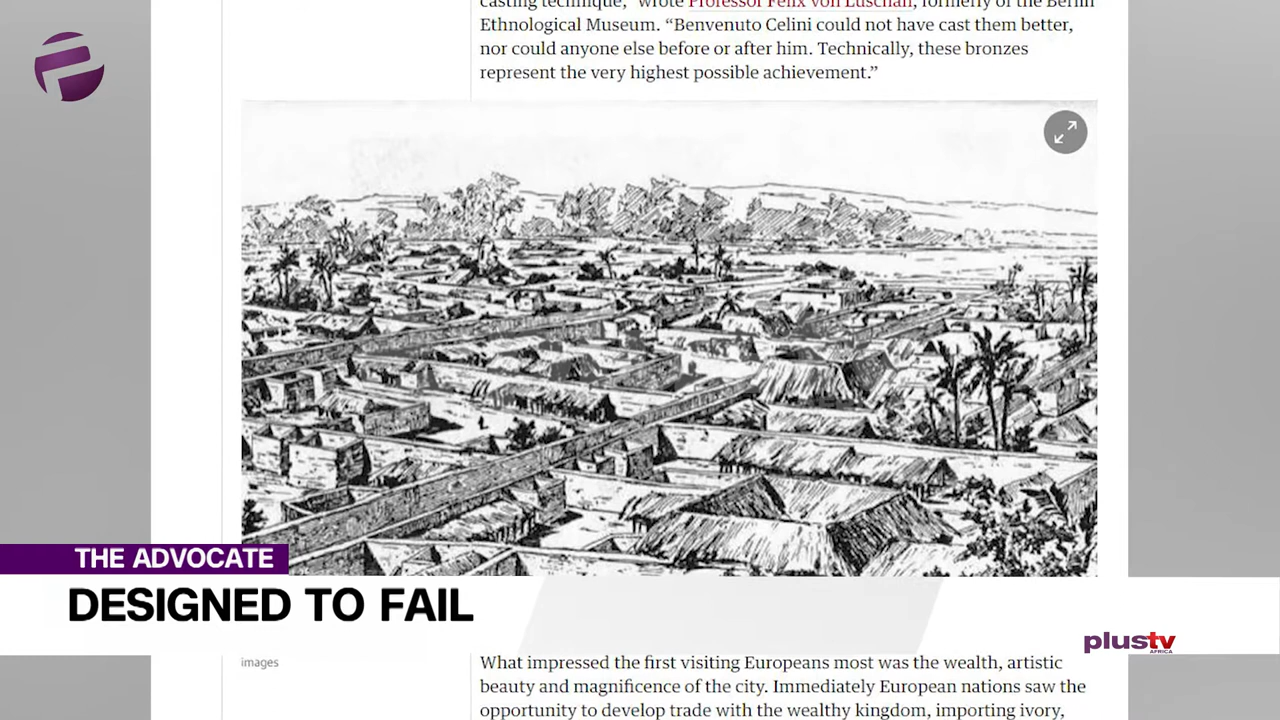 casting technique," wrote Professor Felix von Luschan, formerly of the Berlin
Ethnological Museum. “Benvenuto Celini could not have cast them better,
nor could anyone else before or after him. Technically, these bronzes
represent the very highest possible achievement.”
THE ADVOCATE
DESIGNED TO FAIL
plustv
AFRICA
images
What impressed the first visiting Europeans most was the wealth, artistic
beauty and magnificence of the city. Immediately European nations saw the
opportunity to develop trade with the wealthy kingdom, importing ivory,